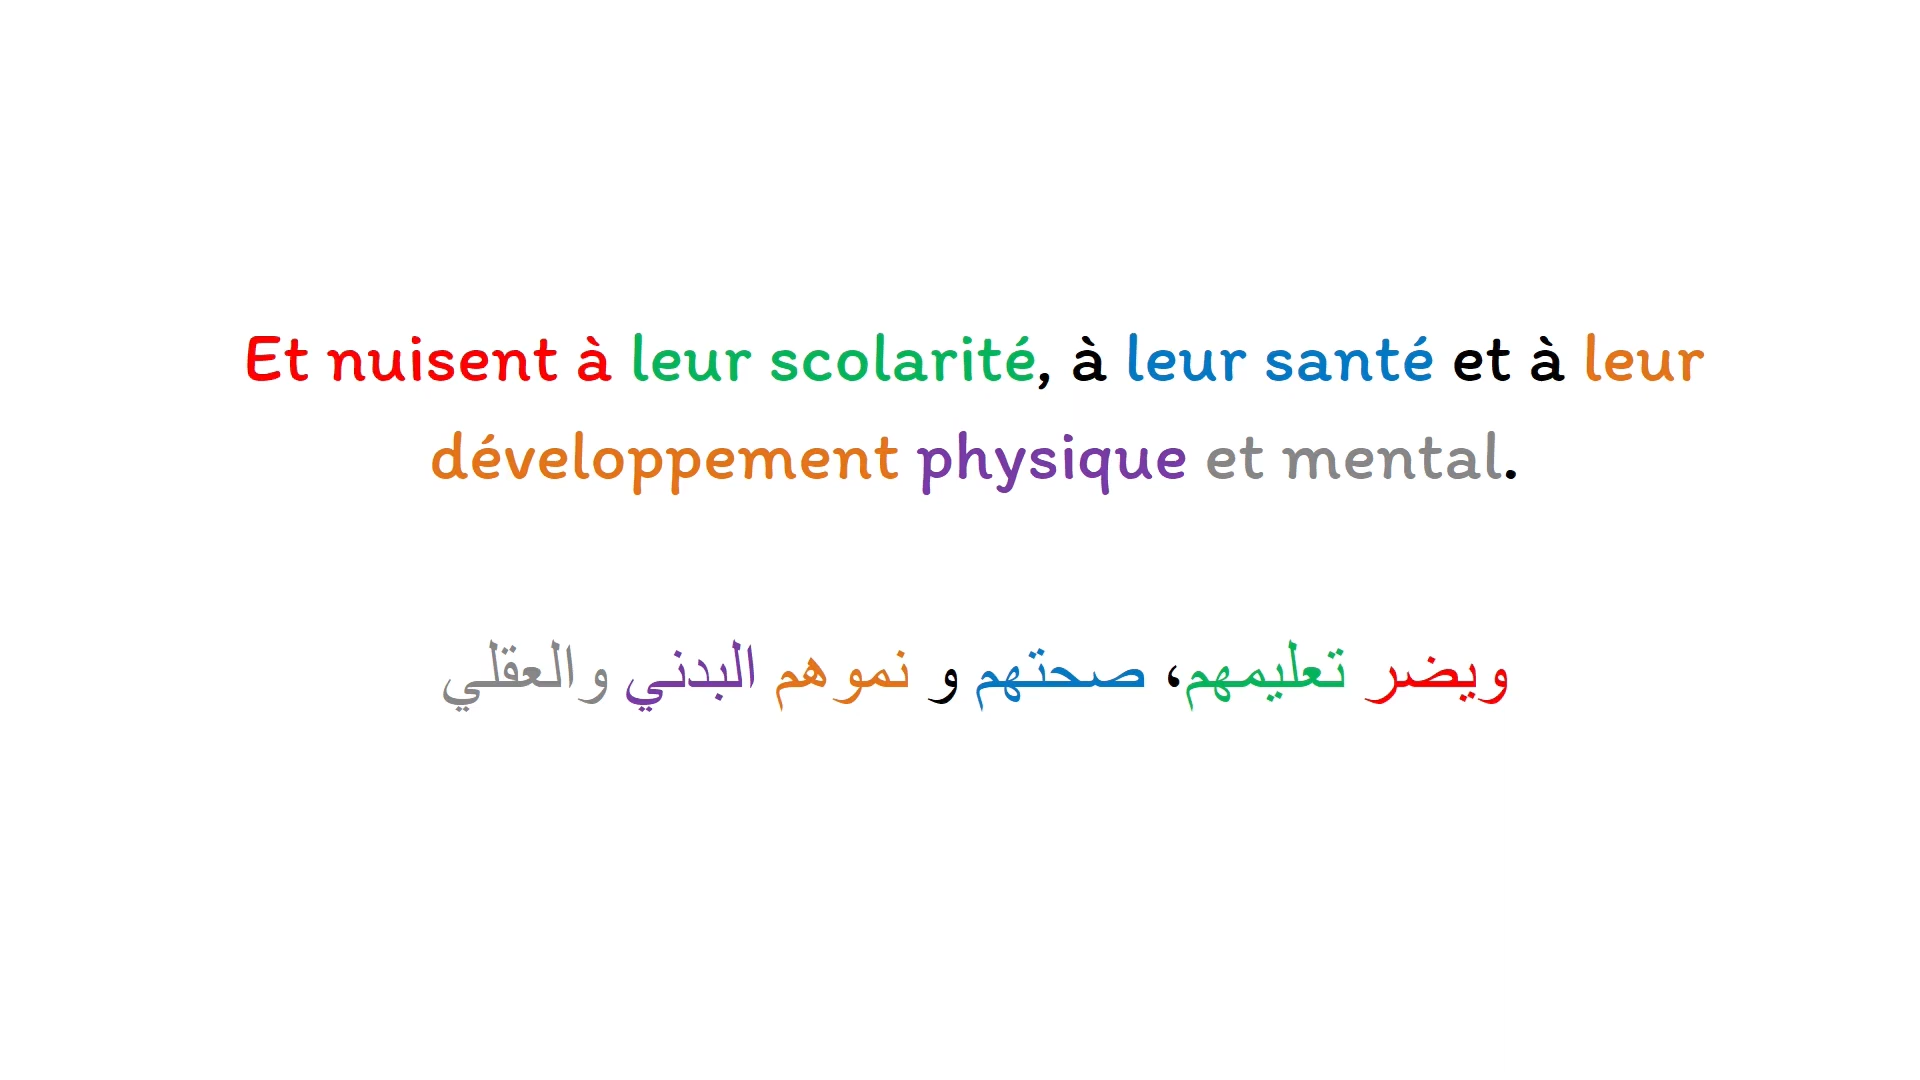 Et nuisent à leur scolarité, à leur santé et à leur
développement physique et mental.
ويضر تعليمهم، صحتهم و نموهم البدني والعقلي